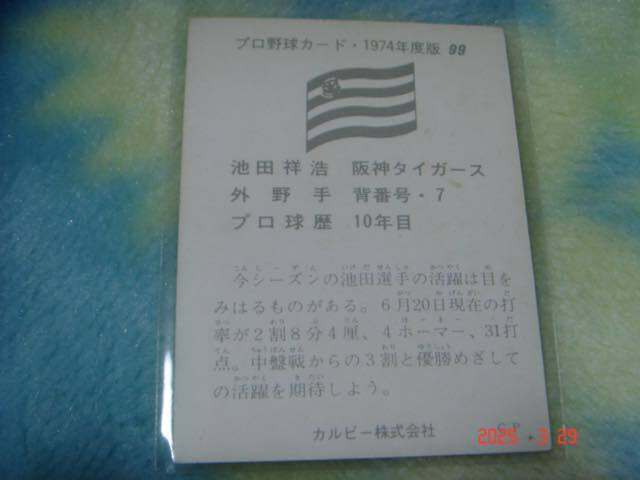 プロ野球カード・1974年度版 99
池田祥浩 阪神タイガース
外野手 背番号・7
プロ球歴 10年目
今シーズンの池田選手の活躍は目を
みはるものがある。6月20日現在の打
率が2割8分4厘、4ホーマー、31打
点。中盤戦からの3割と優勝めざして
の活躍を期待しよう。
カルビー株式会社
C.P
2025. 3 29